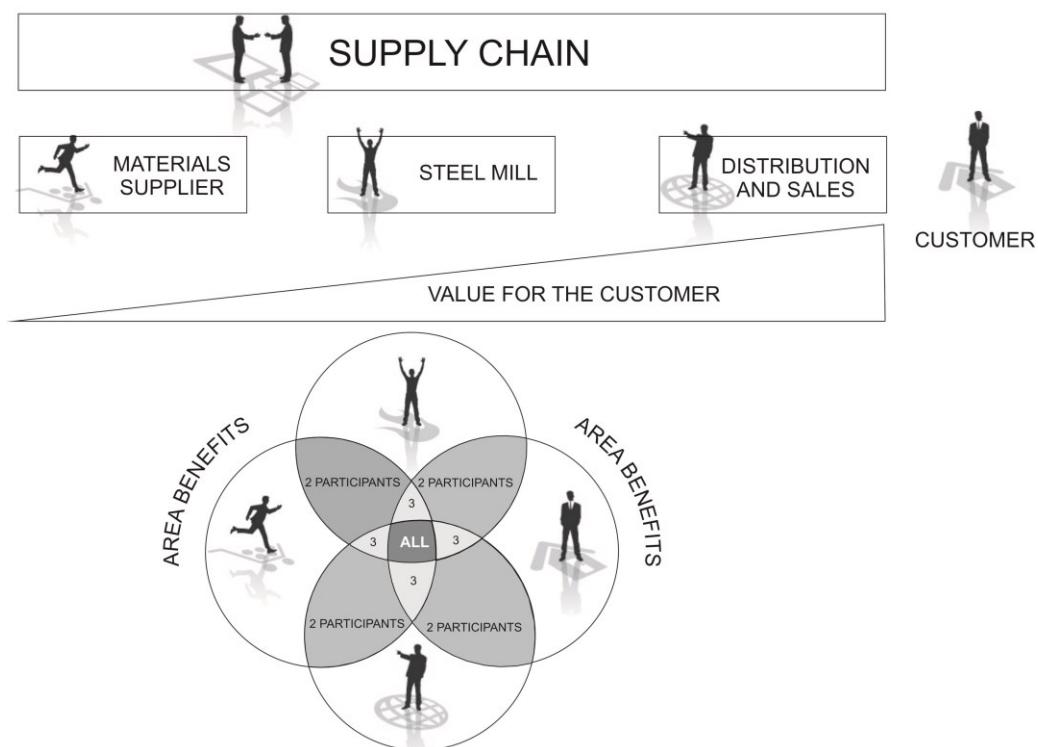 SUPPLY CHAIN
MATERIALS
SUPPLIER
STEEL MILL
DISTRIBUTION
AND SALES
CUSTOMER
VALUE FOR THE CUSTOMER
AREA BENEFITS
AREA BENEFITS
2 PARTICIPANTS
2 PARTICIPANTS
3
3
ALL
3
3
2 PARTICIPANTS
2 PARTICIPANTS